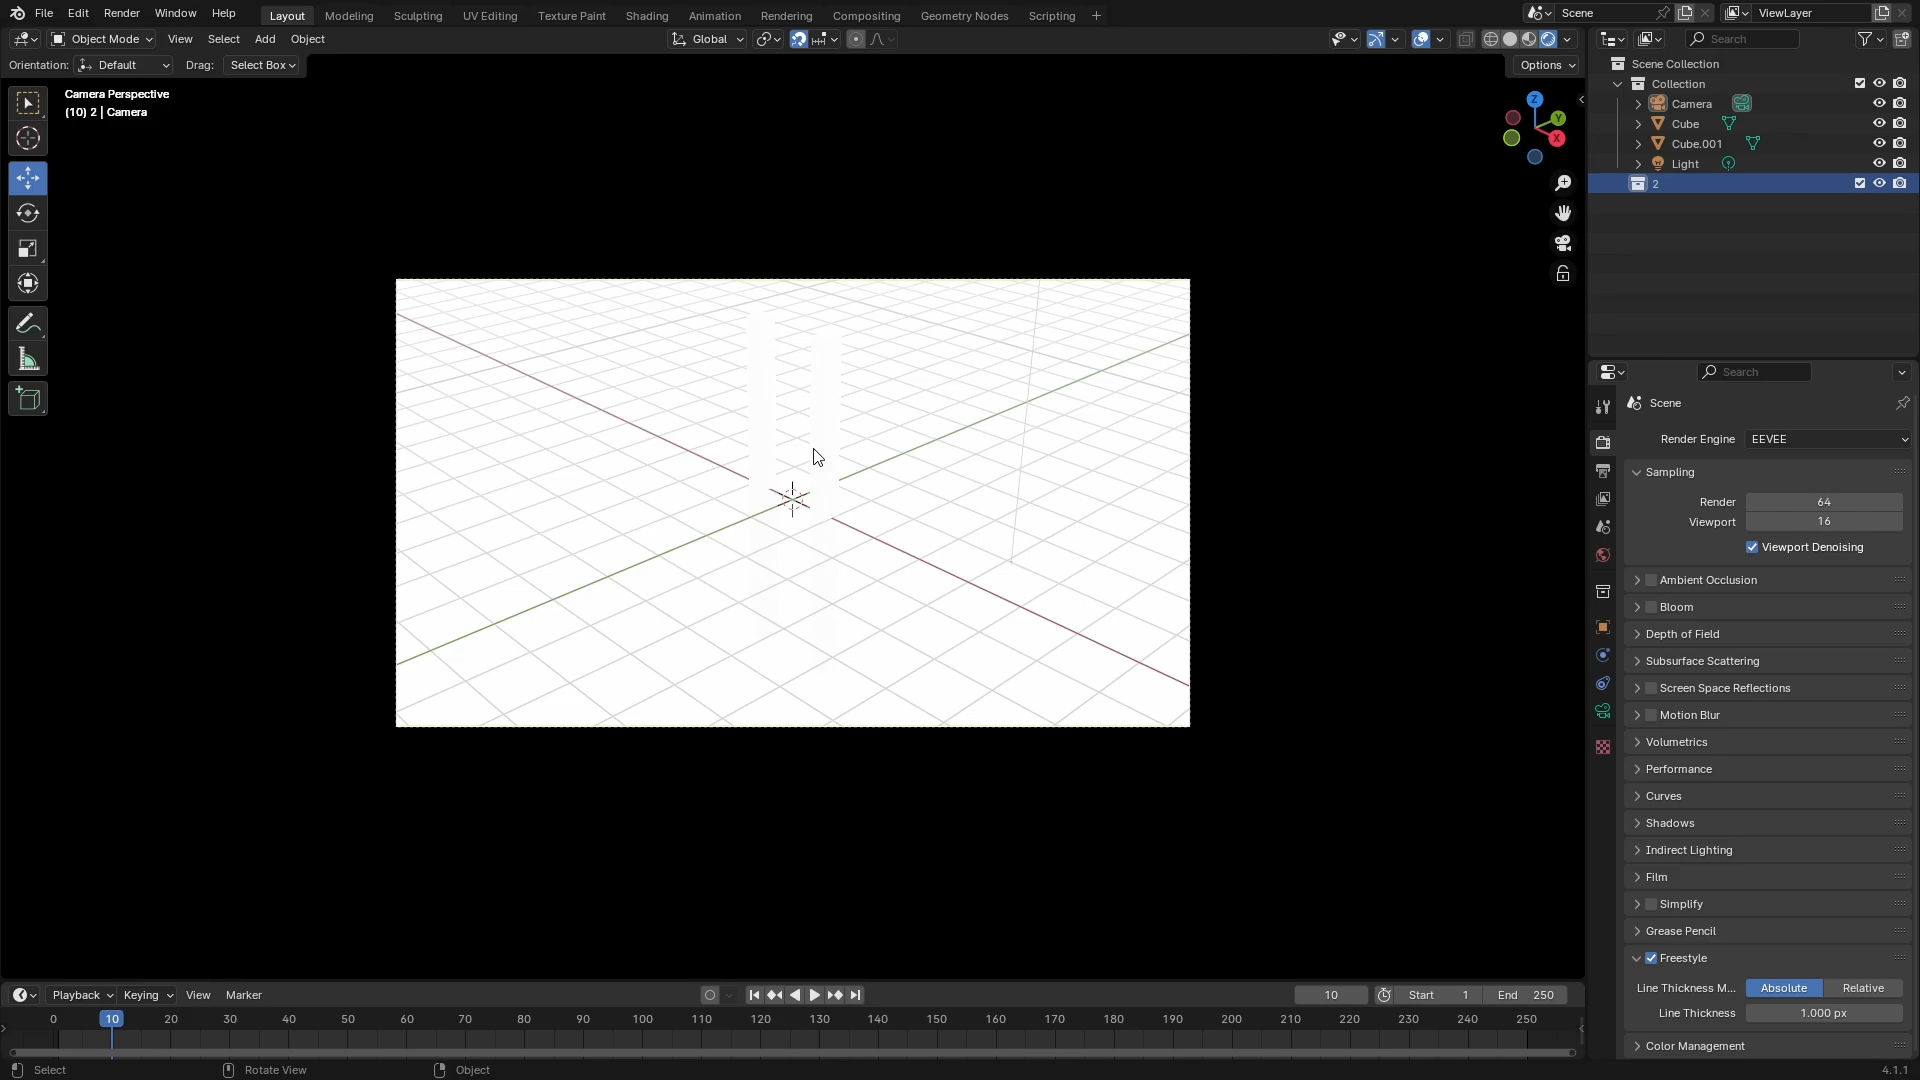 File Edit Render Window Help Layout Modeling Sculpting UV Editing Texture Paint Shading Animation Rendering Compositing Geometry Nodes Scripting + Scene ViewLayer
Object Mode View Select Add Object Global Search
Orientation: Default Drag: Select Box Options
Scene Collection
Collection
Camera
Cube
Cube.001
Light
2
Camera Perspective
(10) 2 | Camera
Z
Y
X
Search
Scene
Render Engine EEVEE
Sampling
Render 64
Viewport 16
Viewport Denoising
Ambient Occlusion
Bloom
Depth of Field
Subsurface Scattering
Screen Space Reflections
Motion Blur
Volumetrics
Performance
Curves
Shadows
Indirect Lighting
Film
Simplify
Grease Pencil
Freestyle
Line Thickness M... Absolute Relative
Line Thickness 1.000 px
Color Management
Playback Keying View Marker 10 Start 1 End 250
0 10 20 30 40 50 60 70 80 90 100 110 120 130 140 150 160 170 180 190 200 210 220 230 240 250
Select Rotate View Object 4.1.1